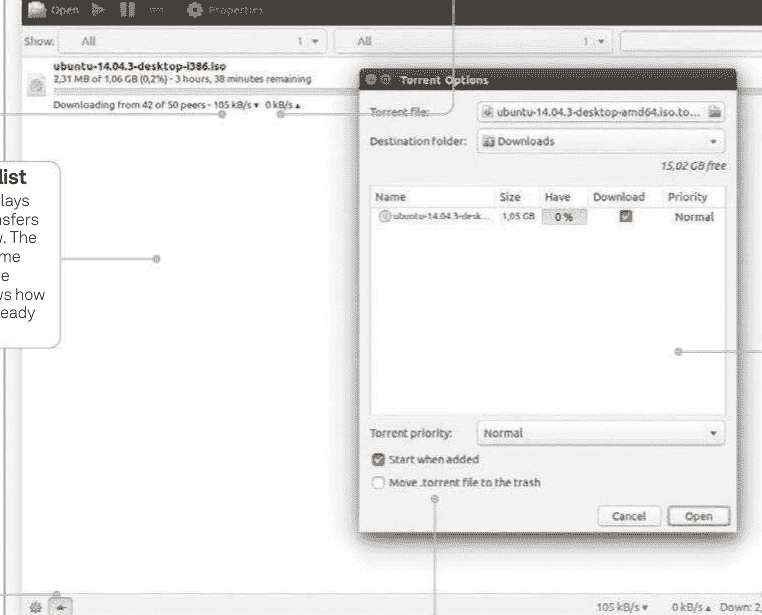 Open Properties
Show: All 1 All 1
ubuntu-14.04.3-desktop-i386.iso
2,31 MB of 1,06 GB (0,2%) - 3 hours, 38 minutes remaining
Downloading from 42 of 50 peers - 105 kB/s ▾ 0 kB/s ▴
list
lays
nsfers
w. The
me
e
ws how
eady
Torrent Options
Torrent file: ubuntu-14.04.3-desktop-amd64.iso.to...
Destination folder: Downloads
15,02 GB free
Name Size Have Download Priority
ubuntu-14.04.3-desk... 1,05 GB 0 % Normal
Torrent priority: Normal
Start when added
Move .torrent file to the trash
Cancel Open
105 kB/s ▾ 0 kB/s ▴ Down: 2,